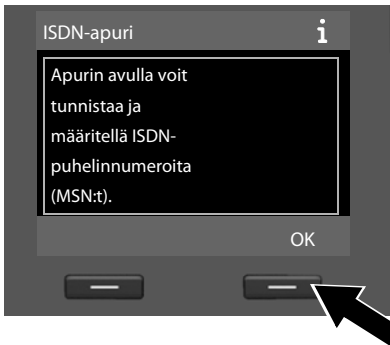 ISDN-apuri i
Apurin avulla voit
tunnistaa ja
määritellä ISDN-
puhelinnumeroita
(MSN:t).
OK